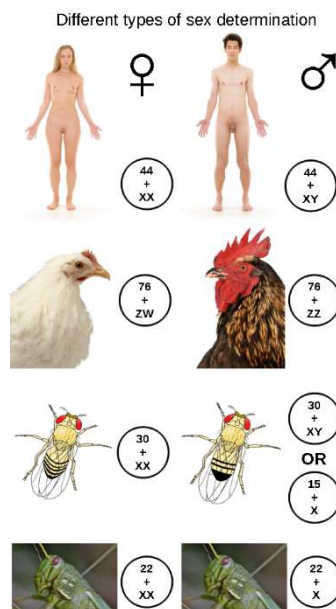 Different types of sex determination
44
+
XX
44
+
XY
76
+
ZW
76
+
ZZ
30
+
XX
30
+
XY
OR
15
+
X
22
+
XX
22
+
X